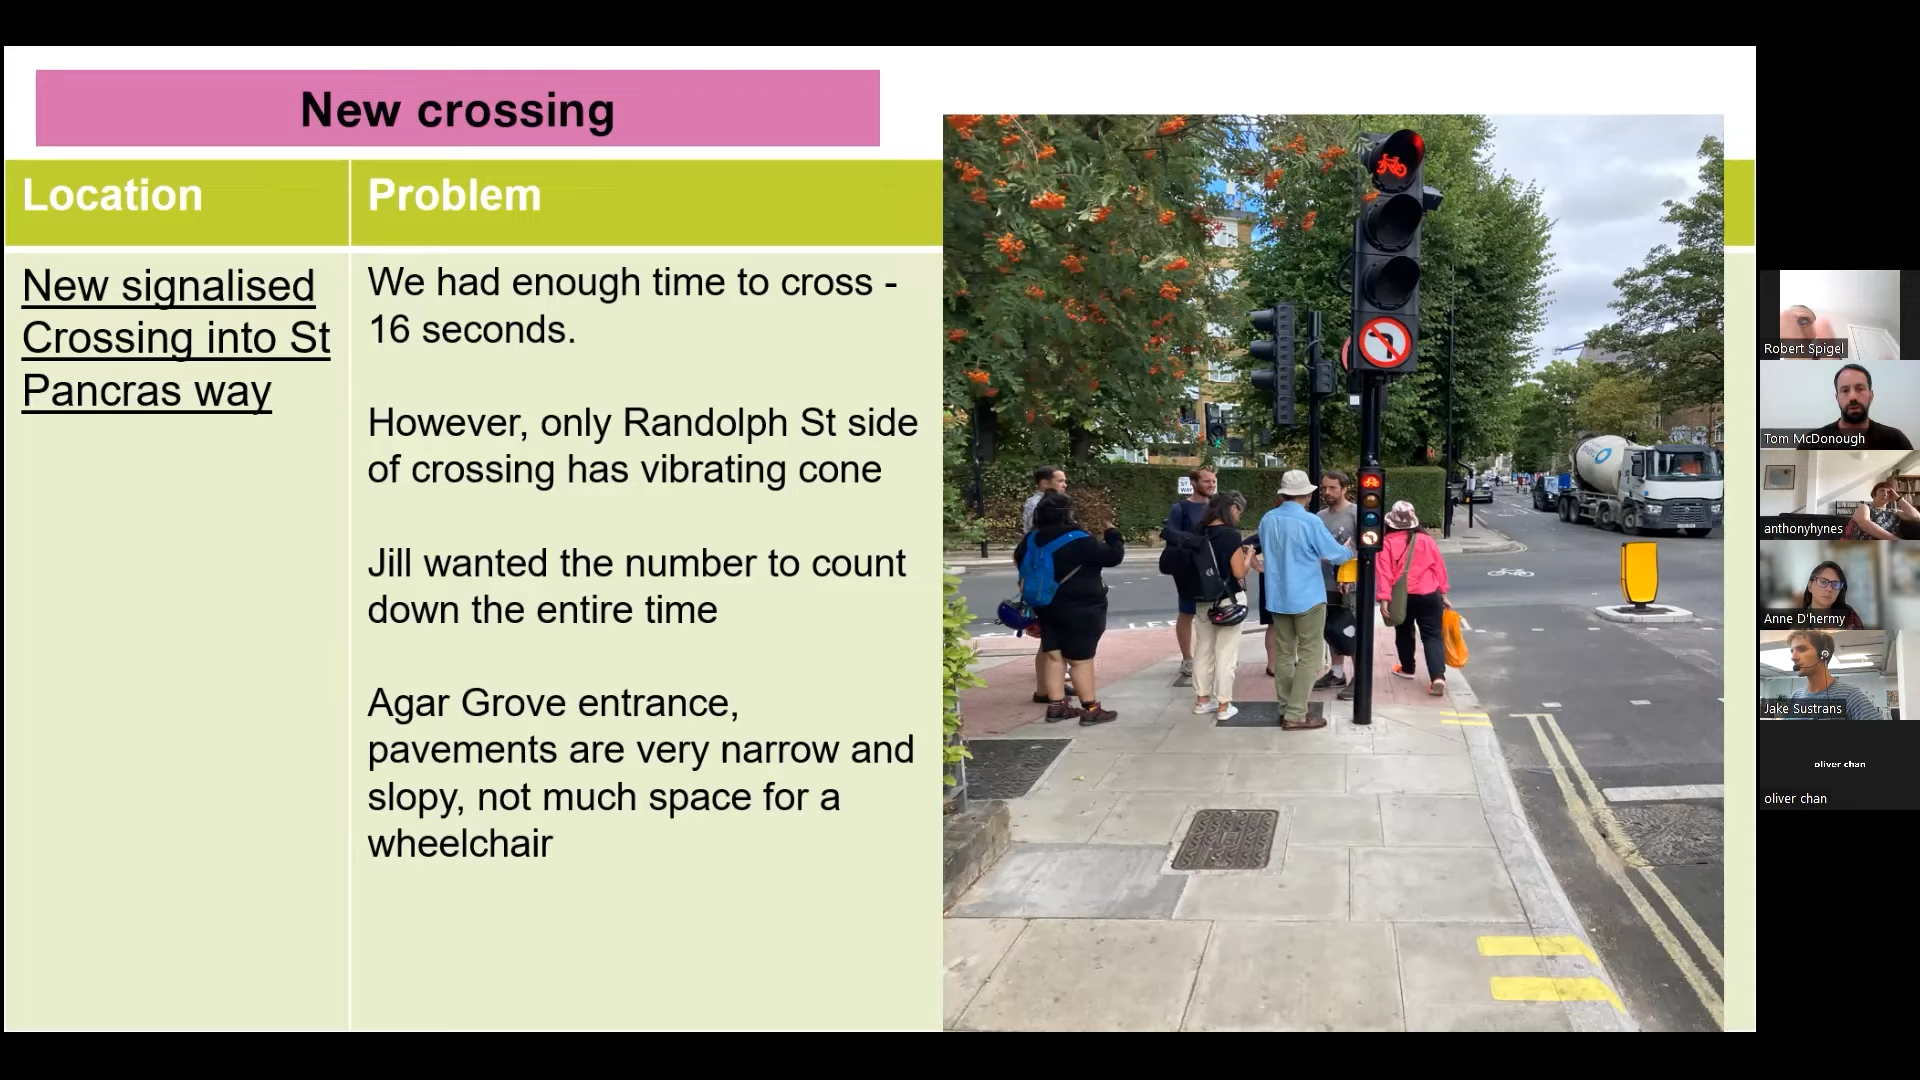 New crossing
Location
Problem
New signalised
Crossing into St
Pancras way
We had enough time to cross -
16 seconds.
However, only Randolph St side
of crossing has vibrating cone
Jill wanted the number to count
down the entire time
Agar Grove entrance,
pavements are very narrow and
slopy, not much space for a
wheelchair
Robert Spigel
Tom McDonough
anthonyhynes
Anne D'hermy
Jake Sustrans
oliver chan
oliver chan